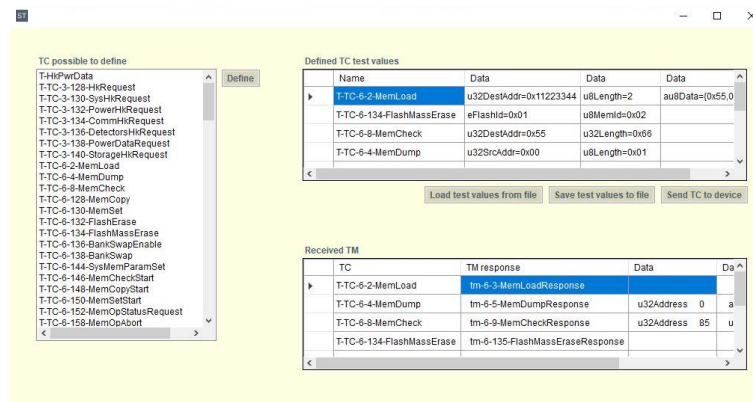 ST
TC possible to define
T-HkPwrData
T-TC-3-128-HkRequest
T-TC-3-130-SysHkRequest
T-TC-3-132-PowerHkRequest
T-TC-3-134-CommHkRequest
T-TC-3-136-DetectorsHkRequest
T-TC-3-138-PowerDataRequest
T-TC-3-140-StorageHkRequest
T-TC-6-2-MemLoad
T-TC-6-4-MemDump
T-TC-6-8-MemCheck
T-TC-6-128-MemCopy
T-TC-6-130-MemSet
T-TC-6-132-FlashErase
T-TC-6-134-FlashMassErase
T-TC-6-136-BankSwapEnable
T-TC-6-138-BankSwap
T-TC-6-144-SysMemParamSet
T-TC-6-146-MemCheckStart
T-TC-6-148-MemCopyStart
T-TC-6-150-MemSetStart
T-TC-6-152-MemOpStatusRequest
T-TC-6-158-MemOpAbort
Define
Defined TC test values
Name Data Data Data
T-TC-6-2-MemLoad u32DestAddr=0x11223344 u8Length=2 au8Data={0x55,0
T-TC-6-134-FlashMassErase eFlashId=0x01 u8MemId=0x02
T-TC-6-8-MemCheck u32DestAddr=0x55 u32Length=0x66
T-TC-6-4-MemDump u32SrcAddr=0x00 u8Length=0x01
Load test values from file Save test values to file Send TC to device
Received TM
TC TM response Data Da
T-TC-6-2-MemLoad tm-6-3-MemLoadResponse
T-TC-6-4-MemDump tm-6-5-MemDumpResponse u32Address 0 a
T-TC-6-8-MemCheck tm-6-9-MemCheckResponse u32Address 85 u
T-TC-6-134-FlashMassErase tm-6-135-FlashMassEraseResponse